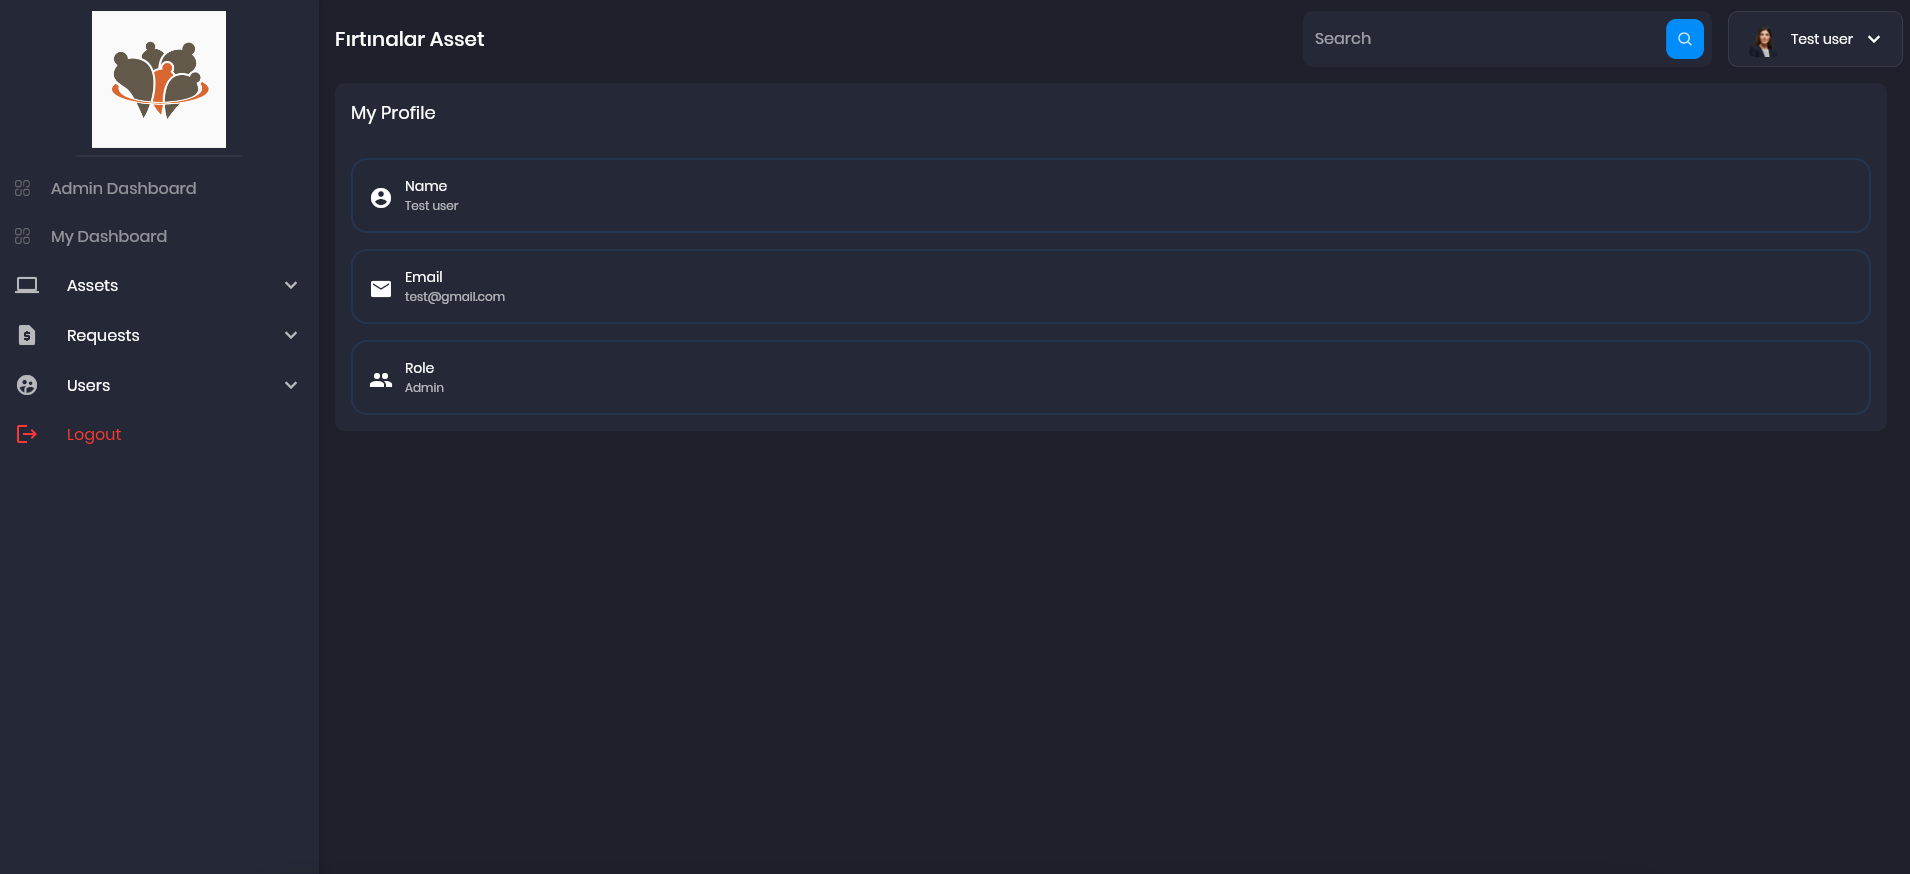 Fırtınalar Asset
Search
Test user
Admin Dashboard
My Dashboard
Assets
Requests
Users
Logout
My Profile
Name
Test user
Email
test@gmail.com
Role
Admin